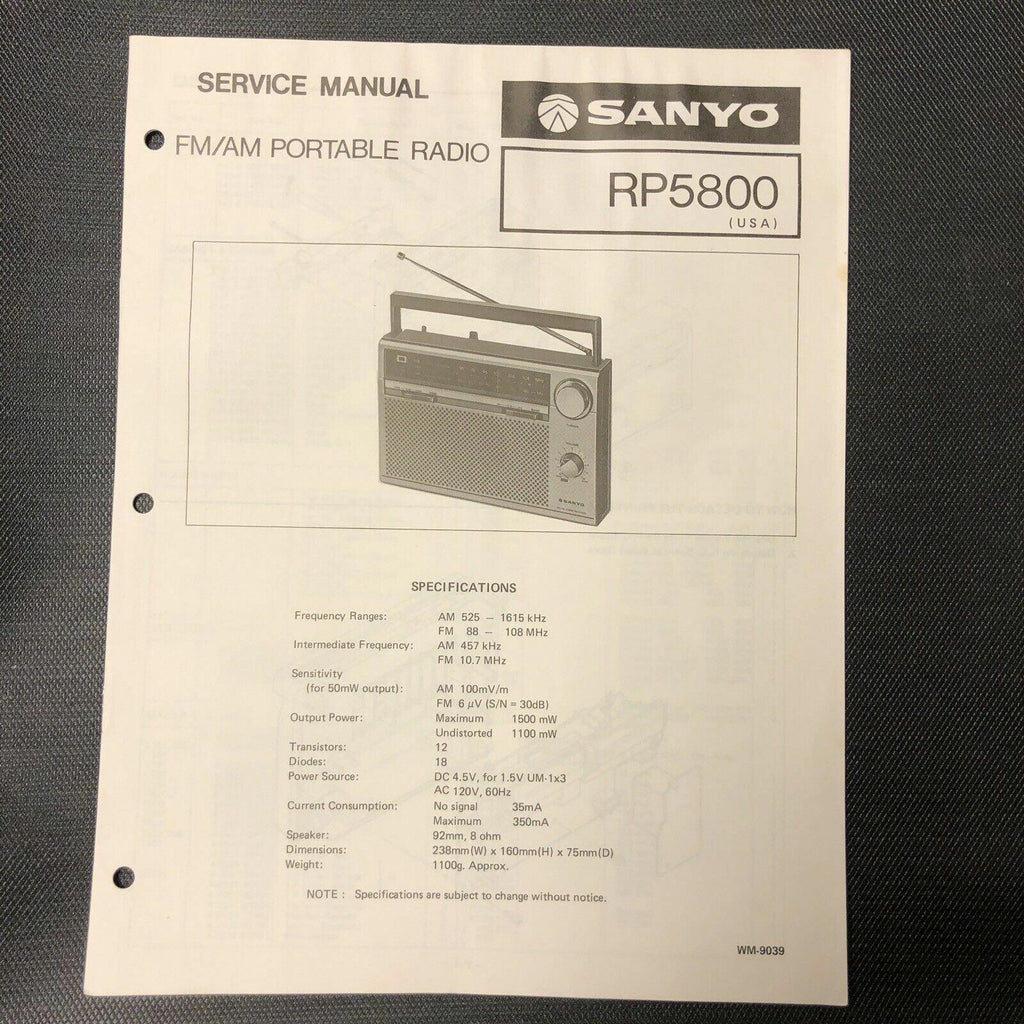 SERVICE MANUAL
SANYO
FM/AM PORTABLE RADIO
RP5800
(USA)
SANYO
SPECIFICATIONS
Frequency Ranges: AM 525 – 1615 kHz
FM 88 – 108 MHz
Intermediate Frequency: AM 457 kHz
FM 10.7 MHz
Sensitivity
(for 50mW output): AM 100mV/m
FM 6 μV (S/N = 30dB)
Output Power: Maximum 1500 mW
Undistorted 1100 mW
Transistors: 12
Diodes: 18
Power Source: DC 4.5V, for 1.5V UM-1x3
AC 120V, 60Hz
Current Consumption: No signal 35mA
Maximum 350mA
Speaker: 92mm, 8 ohm
Dimensions: 238mm(W) x 160mm(H) x 75mm(D)
Weight: 1100g. Approx.
NOTE : Specifications are subject to change without notice.
WM-9039